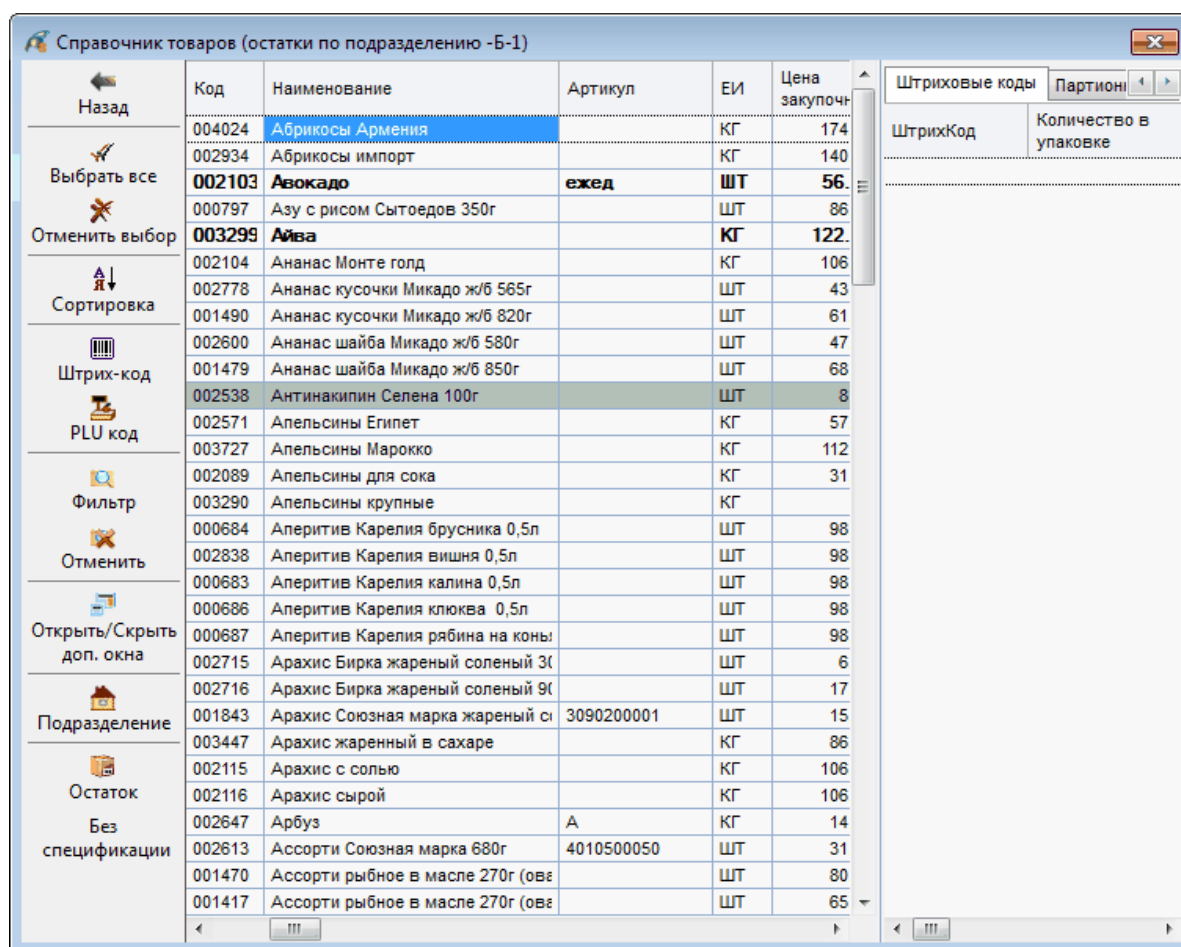 Справочник товаров (остатки по подразделению -Б-1)
Назад
Выбрать все
Отменить выбор
Сортировка
Штрих-код
PLU код
Фильтр
Отменить
Открыть/Скрыть
доп. окна
Подразделение
Остаток
Без
спецификации
Код Наименование Артикул ЕИ Цена закупочн
004024 Абрикосы Армения КГ 174
002934 Абрикосы импорт КГ 140
002103 Авокадо ежед ШТ 56.
000797 Азу с рисом Сытоедов 350г ШТ 86
003299 Айва КГ 122.
002104 Ананас Монте голд КГ 106
002778 Ананас кусочки Микадо ж/б 565г ШТ 43
001490 Ананас кусочки Микадо ж/б 820г ШТ 61
002600 Ананас шайба Микадо ж/б 580г ШТ 47
001479 Ананас шайба Микадо ж/б 850г ШТ 68
002538 Антинакипин Селена 100г ШТ 8
002571 Апельсины Египет КГ 57
003727 Апельсины Марокко КГ 112
002089 Апельсины для сока КГ 31
003290 Апельсины крупные КГ
000684 Аперитив Карелия брусника 0,5л ШТ 98
002838 Аперитив Карелия вишня 0,5л ШТ 98
000683 Аперитив Карелия калина 0,5л ШТ 98
000686 Аперитив Карелия клюква 0,5л ШТ 98
000687 Аперитив Карелия рябина на конь ШТ 98
002715 Арахис Бирка жареный соленый 3 ШТ 6
002716 Арахис Бирка жареный соленый 9 ШТ 17
001843 Арахис Союзная марка жареный с 3090200001 ШТ 15
003447 Арахис жаренный в сахаре КГ 86
002115 Арахис с солью КГ 106
002116 Арахис сырой КГ 106
002647 Арбуз А КГ 14
002613 Ассорти Союзная марка 680г 4010500050 ШТ 31
001470 Ассорти рыбное в масле 270г (ова ШТ 80
001417 Ассорти рыбное в масле 270г (ова ШТ 65
Штриховые коды Партион
ШтрихКод Количество в упаковке